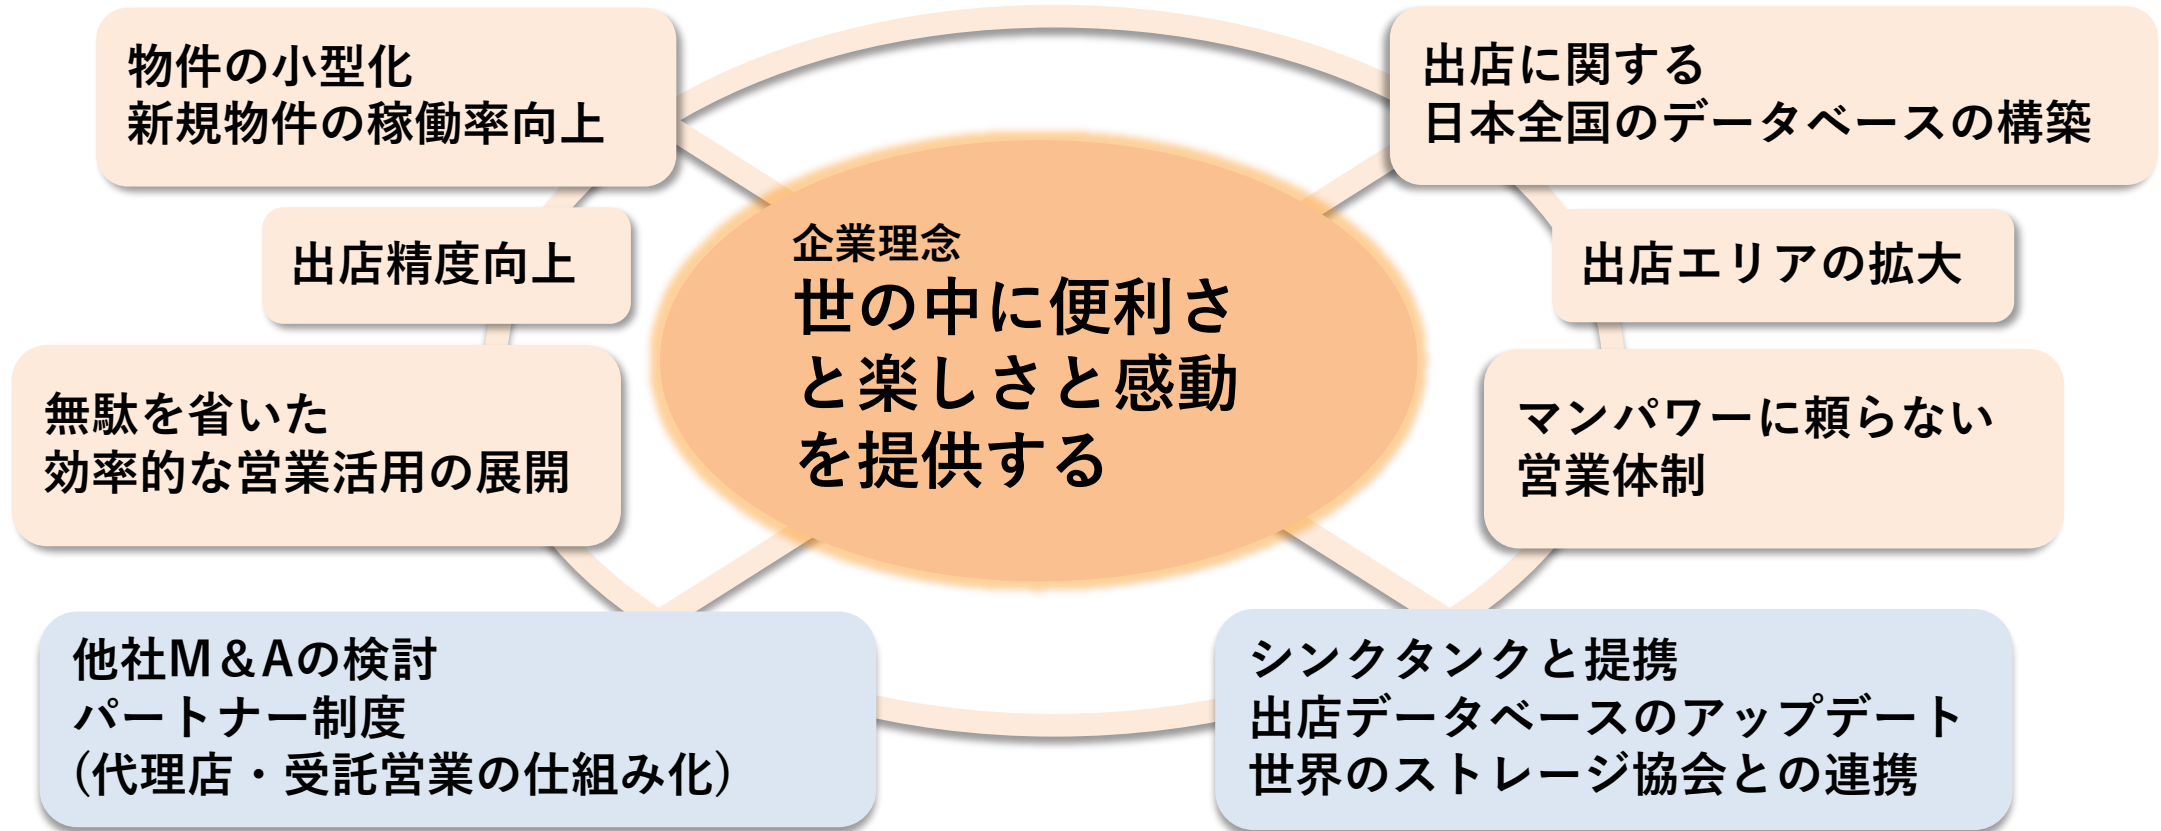 物件の小型化
新規物件の稼働率向上
出店に関する
日本全国のデータベースの構築
出店精度向上
出店エリアの拡大
企業理念
世の中に便利さ
と楽しさと感動
を提供する
無駄を省いた
効率的な営業活用の展開
マンパワーに頼らない
営業体制
他社M＆Aの検討
パートナー制度
(代理店・受託営業の仕組み化)
シンクタンクと提携
出店データベースのアップデート
世界のストレージ協会との連携